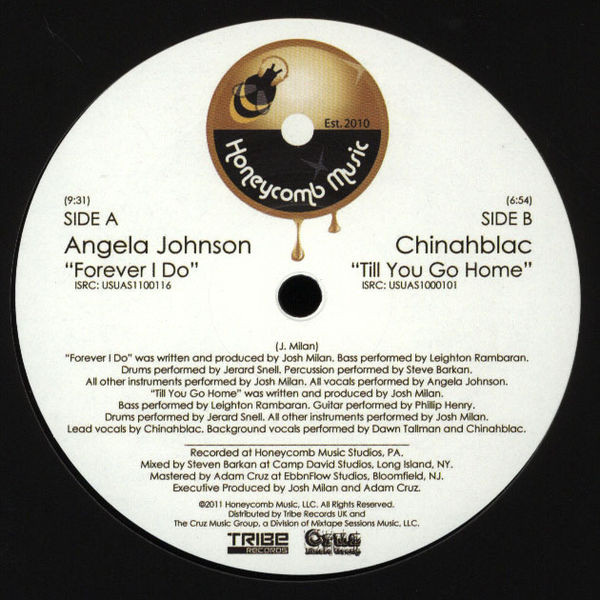 Est. 2010
Honeycomb Music
(9:31)
SIDE A
Angela Johnson
“Forever I Do”
ISRC: USUAS1100116
(6:54)
SIDE B
Chinahblac
“Till You Go Home”
ISRC: USUAS1000101
(J. Milan)
“Forever I Do” was written and produced by Josh Milan. Bass performed by Leighton Rambaran.
Drums performed by Jerard Snell. Percussion performed by Steve Barkan.
All other instruments performed by Josh Milan. All vocals performed by Angela Johnson.
“Till You Go Home” was written and produced by Josh Milan.
Bass performed by Leighton Rambaran. Guitar performed by Phillip Henry.
Drums performed by Jerard Snell. All other instruments performed by Josh Milan.
Lead vocals by Chinahblac. Background vocals performed by Dawn Tallman and Chinahblac.
Recorded at Honeycomb Music Studios, PA.
Mixed by Steven Barkan at Camp David Studios, Long Island, NY.
Mastered by Adam Cruz at EbbnFlow Studios, Bloomfield, NJ.
Executive Produced by Josh Milan and Adam Cruz.
©2011 Honeycomb Music, LLC. All Rights Reserved.
Distributed by Tribe Records UK and
The Cruz Music Group, a Division of Mixtape Sessions Music, LLC.
TRIBE
RECORDS
Cruz
Music Group